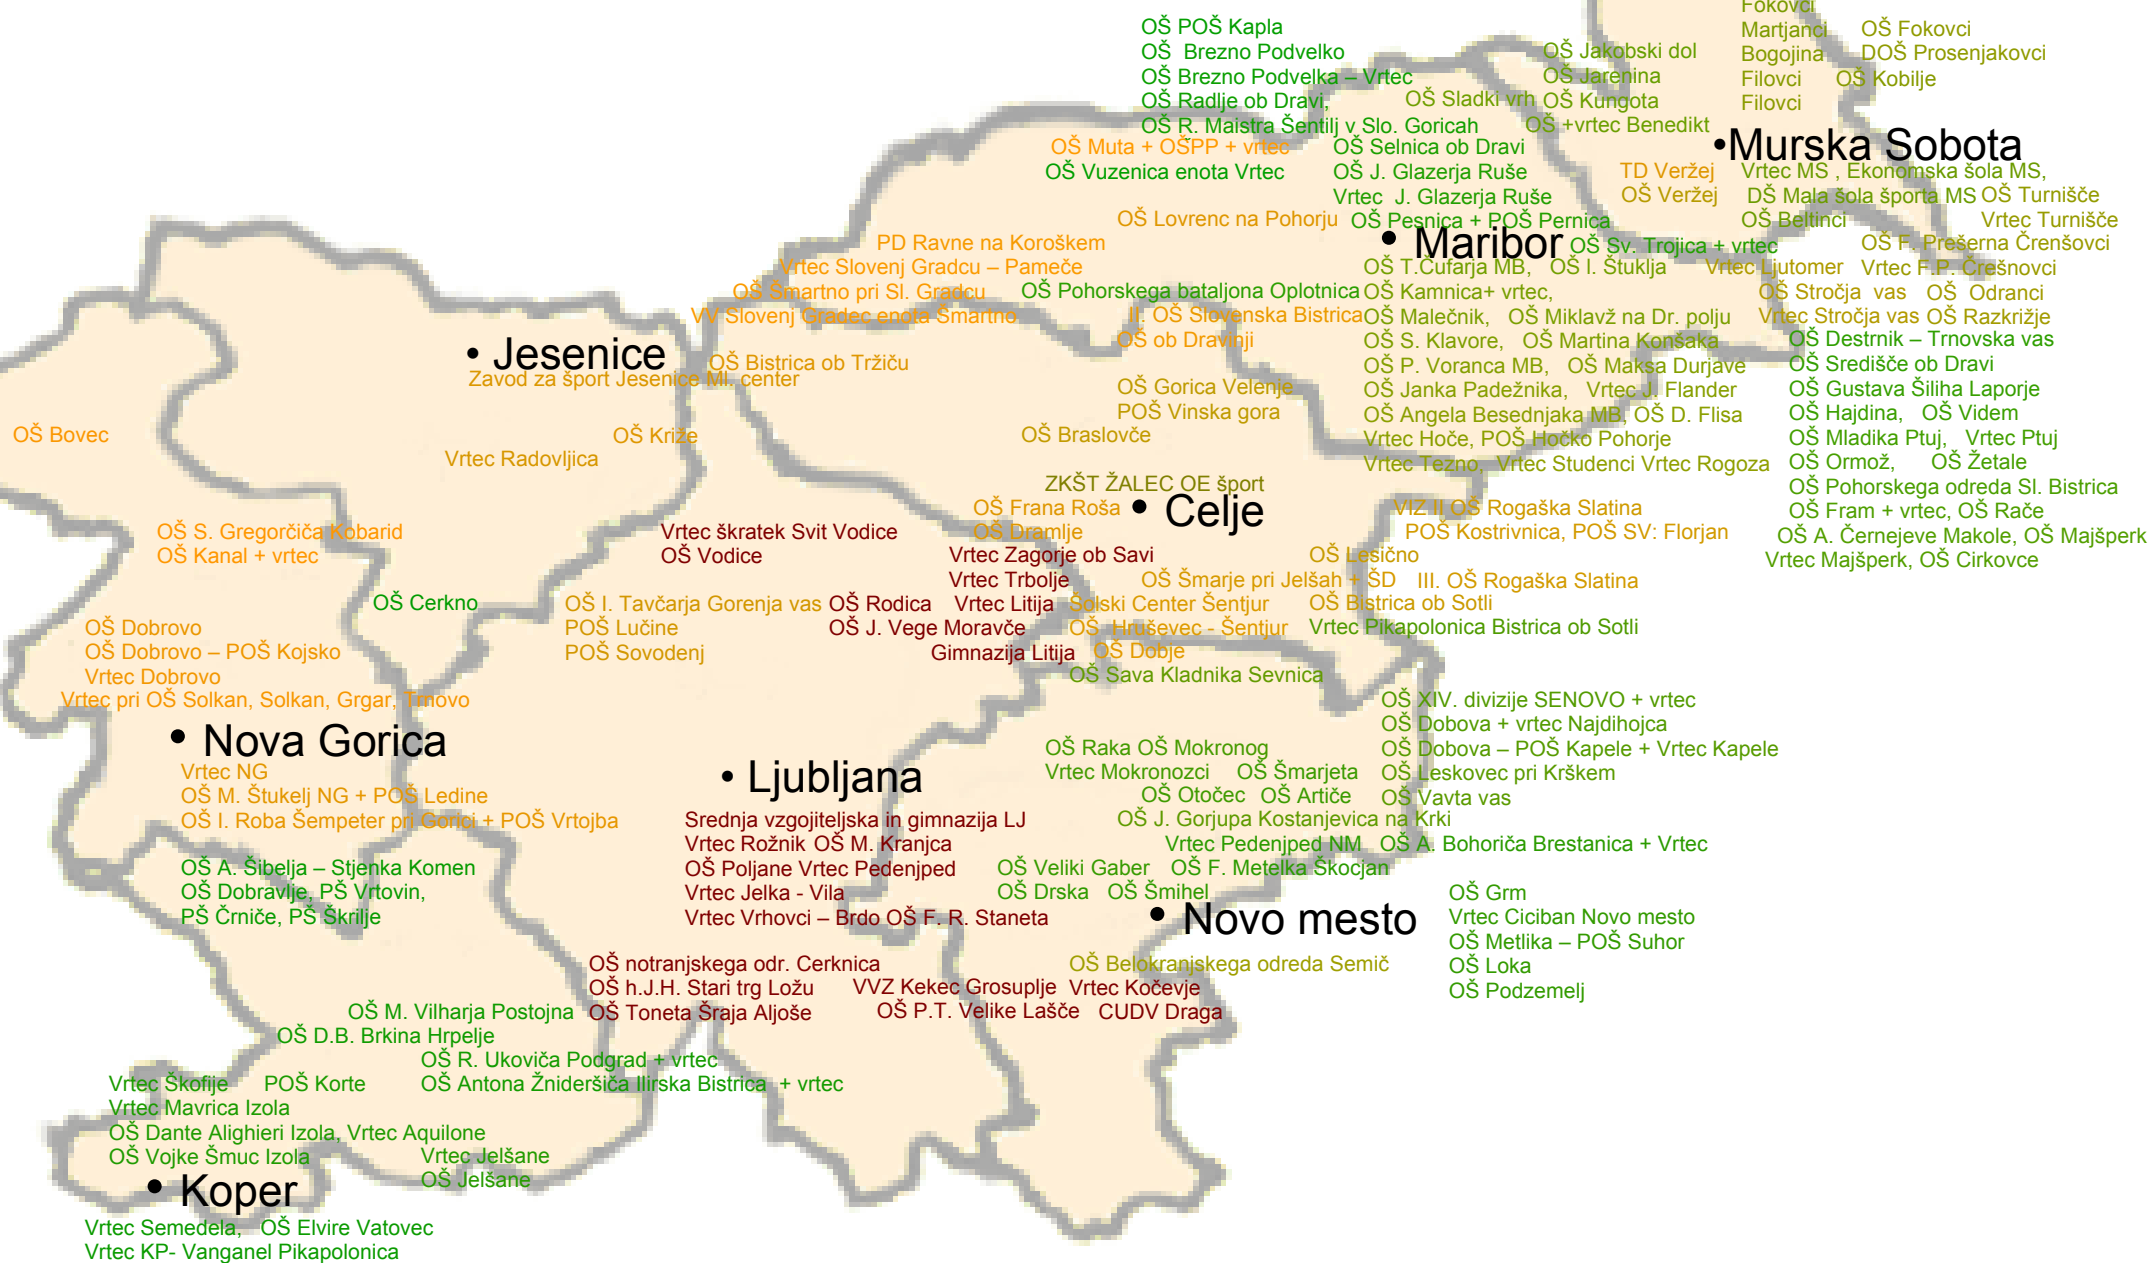 Fokovci
OŠ POŠ Kapla
Martjanci
OŠ Fokovci
OŠ Brezno Podvelko
OŠ Jakobski dol
Bogojina
DOŠ Prosenjakovci
OŠ Brezno Podvelka – Vrtec
OŠ Jarenina
Filovci
OŠ Kobilje
OŠ Radlje ob Dravi,
OŠ Sladki vrh
OŠ Kungota
Filovci
OŠ R. Maistra Šentilj v Slo. Goricah
OŠ +vrtec Benedikt
OŠ Muta + OŠPP + vrtec
OŠ Selnica ob Dravi
•Murska Sobota
OŠ Vuzenica enota Vrtec
OŠ J. Glazerja Ruše
TD Veržej
Vrtec MS , Ekonomska šola MS,
Vrtec J. Glazerja Ruše
OŠ Veržej
DŠ Mala šola športa MS
OŠ Turnišče
OŠ Lovrenc na Pohorju
OŠ Pesnica + POŠ Pernica
OŠ Beltinci
Vrtec Turnišče
PD Ravne na Koroškem
• Maribor
OŠ Sv. Trojica + vrtec
OŠ F. Prešerna Črenšovci
Vrtec Slovenj Gradcu – Pameče
OŠ T.Čufarja MB, OŠ I. Štuklja
Vrtec Ljutomer
Vrtec F.P. Črešnovci
OŠ Šmartno pri Sl. Gradcu
OŠ Pohorskega bataljona Oplotnica
OŠ Kamnica+ vrtec,
OŠ Stročja vas
OŠ Odranci
VV Slovenj Gradec enota Šmartno
II. OŠ Slovenska Bistrica
OŠ Malečnik, OŠ Miklavž na Dr. polju
Vrtec Stročja vas
OŠ Razkrižje
OŠ ob Dravinji
OŠ S. Klavore, OŠ Martina Konšaka
OŠ Destrnik – Trnovska vas
• Jesenice
OŠ Bistrica ob Tržiču
OŠ P. Voranca MB, OŠ Maksa Durjave
OŠ Središče ob Dravi
Zavod za šport Jesenice Ml. center
OŠ Gorica Velenje
OŠ Janka Padežnika, Vrtec J. Flander
OŠ Gustava Šiliha Laporje
POŠ Vinska gora
OŠ Angela Besednjaka MB, OŠ D. Flisa
OŠ Hajdina, OŠ Videm
OŠ Bovec
OŠ Križe
OŠ Braslovče
Vrtec Hoče, POŠ Hočko Pohorje
OŠ Mladika Ptuj, Vrtec Ptuj
Vrtec Radovljica
Vrtec Tezno, Vrtec Studenci Vrtec Rogoza
OŠ Ormož, OŠ Žetale
ZKŠT ŽALEC OE šport
OŠ Pohorskega odreda Sl. Bistrica
OŠ Frana Roša
• Celje
VIZ II OŠ Rogaška Slatina
OŠ Fram + vrtec, OŠ Rače
OŠ S. Gregorčiča Kobarid
Vrtec škratek Svit Vodice
OŠ Dramlje
POŠ Kostrivnica, POŠ SV: Florjan
OŠ A. Černejeve Makole, OŠ Majšperk
OŠ Kanal + vrtec
OŠ Vodice
Vrtec Zagorje ob Savi
OŠ Lesično
Vrtec Majšperk, OŠ Cirkovce
Vrtec Trbolje
OŠ Šmarje pri Jelšah + ŠD
III. OŠ Rogaška Slatina
OŠ Cerkno
OŠ I. Tavčarja Gorenja vas
OŠ Rodica
Vrtec Litija
Šolski Center Šentjur
OŠ Bistrica ob Sotli
OŠ Dobrovo
POŠ Lučine
OŠ J. Vege Moravče
OŠ Hruševec - Šentjur
Vrtec Pikapolonica Bistrica ob Sotli
OŠ Dobrovo – POŠ Kojsko
POŠ Sovodenj
Gimnazija Litija
OŠ Dobje
Vrtec Dobrovo
OŠ Sava Kladnika Sevnica
Vrtec pri OŠ Solkan, Solkan, Grgar, Trnovo
OŠ XIV. divizije SENOVO + vrtec
OŠ Dobova + vrtec Najdihojca
• Nova Gorica
OŠ Raka OŠ Mokronog
OŠ Dobova – POŠ Kapele + Vrtec Kapele
Vrtec NG
• Ljubljana
Vrtec Mokronozci
OŠ Šmarjeta
OŠ Leskovec pri Krškem
OŠ M. Štukelj NG + POŠ Ledine
OŠ Otočec
OŠ Artiče
OŠ Vavta vas
OŠ I. Roba Šempeter pri Gorici + POŠ Vrtojba
Srednja vzgojiteljska in gimnazija LJ
OŠ J. Gorjupa Kostanjevica na Krki
Vrtec Rožnik OŠ M. Kranjca
Vrtec Pedenjped NM
OŠ A. Bohoriča Brestanica + Vrtec
OŠ A. Šibelja – Stjenka Komen
OŠ Poljane Vrtec Pedenjped
OŠ Veliki Gaber
OŠ F. Metelka Škocjan
OŠ Dobravlje, PŠ Vrtovin,
Vrtec Jelka - Vila
OŠ Drska
OŠ Šmihel
OŠ Grm
PŠ Črniče, PŠ Škrilje
Vrtec Vrhovci – Brdo OŠ F. R. Staneta
• Novo mesto
Vrtec Ciciban Novo mesto
OŠ Metlika – POŠ Suhor
OŠ notranjskega odr. Cerknica
OŠ Belokranjskega odreda Semič
OŠ Loka
OŠ h.J.H. Stari trg Ložu
VVZ Kekec Grosuplje
Vrtec Kočevje
OŠ Podzemelj
OŠ M. Vilharja Postojna
OŠ Toneta Šraja Aljoše
OŠ P.T. Velike Lašče
CUDV Draga
OŠ D.B. Brkina Hrpelje
OŠ R. Ukoviča Podgrad + vrtec
Vrtec Škofije
POŠ Korte
OŠ Antona Žnideršiča Ilirska Bistrica + vrtec
Vrtec Mavrica Izola
OŠ Dante Alighieri Izola, Vrtec Aquilone
OŠ Vojke Šmuc Izola
Vrtec Jelšane
• Koper
OŠ Jelšane
Vrtec Semedela, OŠ Elvire Vatovec
Vrtec KP- Vanganel Pikapolonica